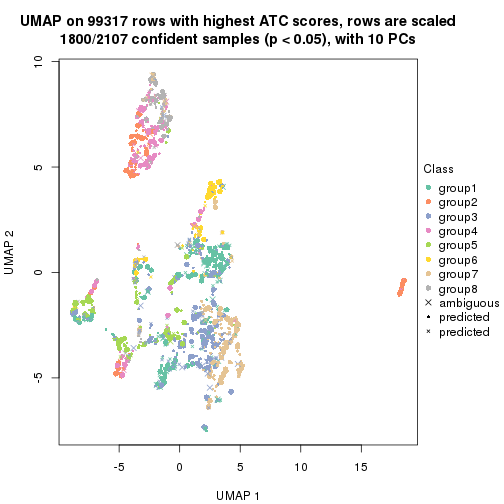 UMAP on 99317 rows with highest ATC scores, rows are scaled
1800/2107 confident samples (p < 0.05), with 10 PCs
10
5
0
-5
UMAP 2
-5
0
5
10
15
UMAP 1
Class
group1
group2
group3
group4
group5
group6
group7
group8
ambiguous
predicted
predicted